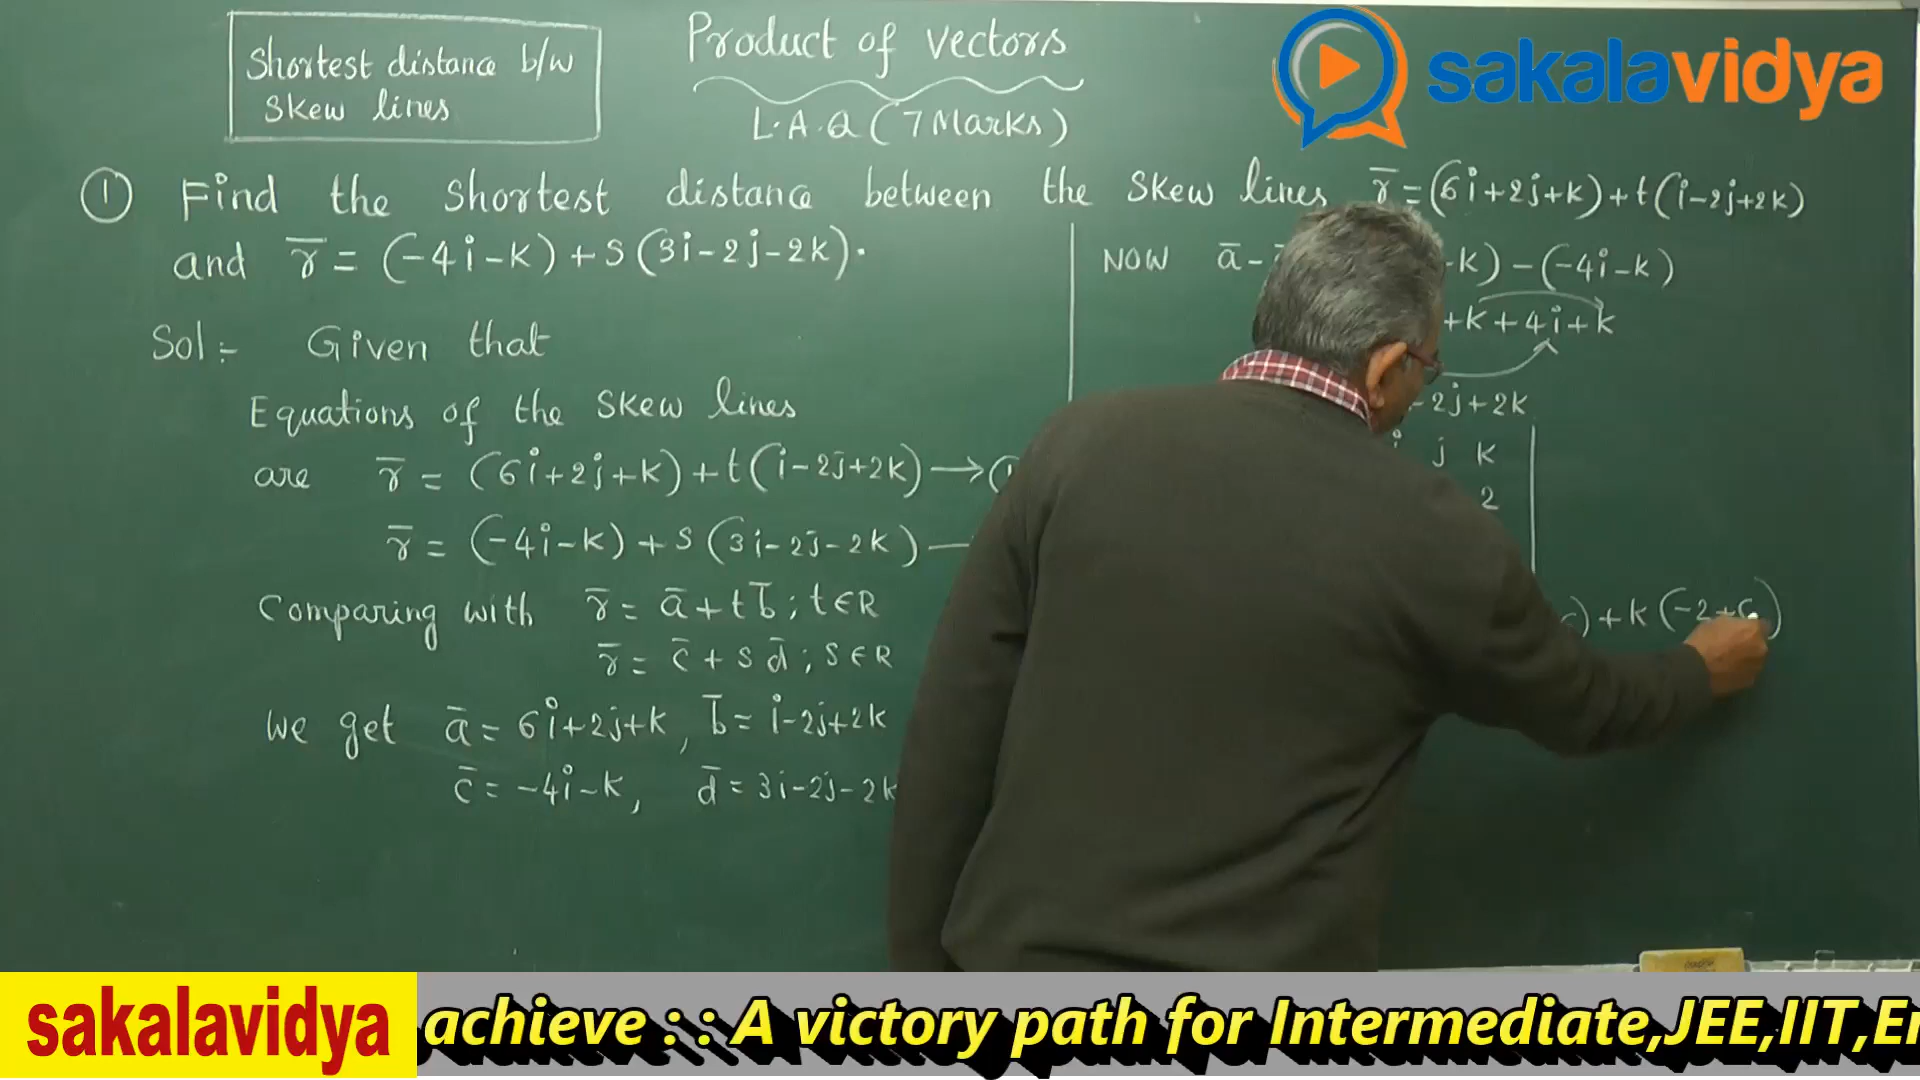 Shortest distance b/w
Skew lines
Product of vectors
L.A.Q (7 Marks)
sakalavidya
① Find the shortest distance between the skew lines r̅ = (6i+2j+k)+t(i-2j+2k)
and r̅ = (-4i-k)+s(3i-2j-2k).
Sol:- Given that
Equations of the skew lines
are r̅ = (6i+2j+k)+t(i-2j+2k)→(1
r̅ = (-4i-k)+s(3i-2j-2k)—
Comparing with r̅ = a̅+tb̅; t∈R
r̅ = c̅+sd̅; s∈R
We get a̅ = 6i+2j+k, b̅ = i-2j+2k
c̅ = -4i-k, d̅ = 3i-2j-2k
NOW a̅- -k)-(-4i-k)
+k+4i+k
-2j+2k
i j k
2
)+k(-2+6)
sakalavidya
achieve : : A victory path for Intermediate,JEE,IIT,